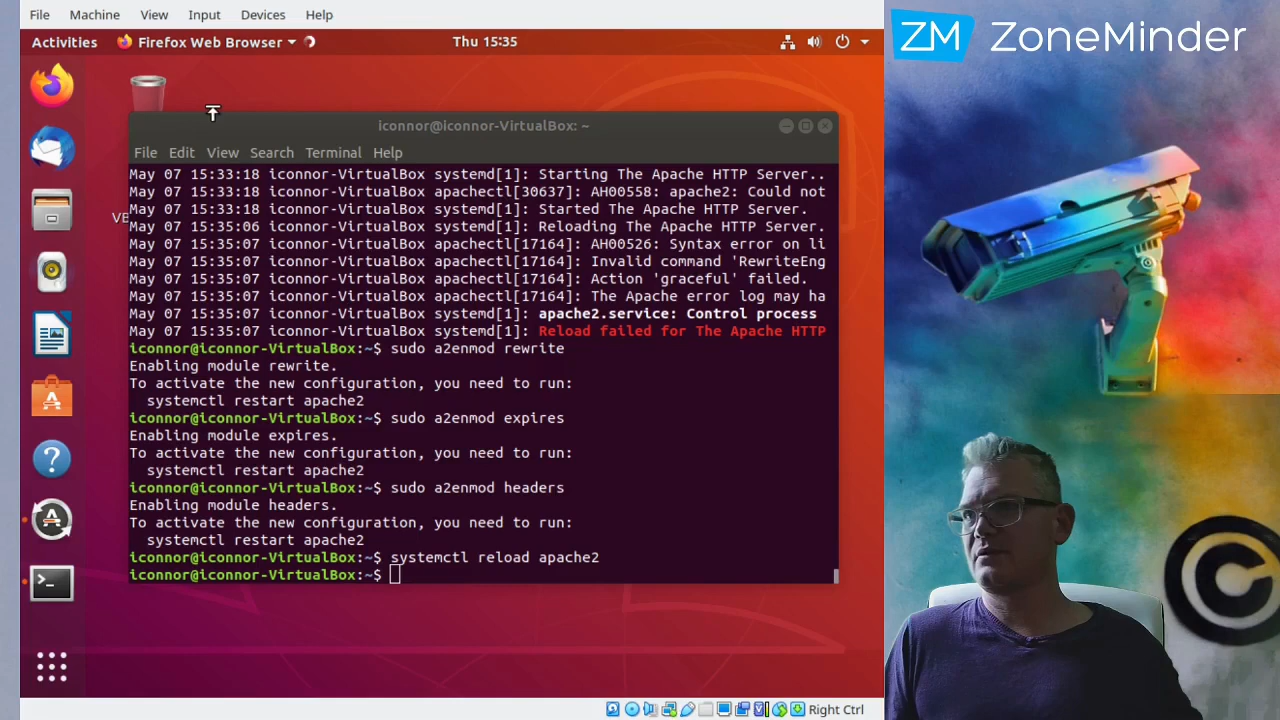 File Machine View Input Devices Help
Activities Firefox Web Browser Thu 15:35
ZM ZoneMinder
iconnor@iconnor-VirtualBox: ~
File Edit View Search Terminal Help
May 07 15:33:18 iconnor-VirtualBox systemd[1]: Starting The Apache HTTP Server..
May 07 15:33:18 iconnor-VirtualBox apachectl[30637]: AH00558: apache2: Could not
May 07 15:33:18 iconnor-VirtualBox systemd[1]: Started The Apache HTTP Server.
May 07 15:35:06 iconnor-VirtualBox systemd[1]: Reloading The Apache HTTP Server.
May 07 15:35:07 iconnor-VirtualBox apachectl[17164]: AH00526: Syntax error on li
May 07 15:35:07 iconnor-VirtualBox apachectl[17164]: Invalid command 'RewriteEng
May 07 15:35:07 iconnor-VirtualBox apachectl[17164]: Action 'graceful' failed.
May 07 15:35:07 iconnor-VirtualBox apachectl[17164]: The Apache error log may ha
May 07 15:35:07 iconnor-VirtualBox systemd[1]: apache2.service: Control process
May 07 15:35:07 iconnor-VirtualBox systemd[1]: Reload failed for The Apache HTTP
iconnor@iconnor-VirtualBox:~$ sudo a2enmod rewrite
Enabling module rewrite.
To activate the new configuration, you need to run:
systemctl restart apache2
iconnor@iconnor-VirtualBox:~$ sudo a2enmod expires
Enabling module expires.
To activate the new configuration, you need to run:
systemctl restart apache2
iconnor@iconnor-VirtualBox:~$ sudo a2enmod headers
Enabling module headers.
To activate the new configuration, you need to run:
systemctl restart apache2
iconnor@iconnor-VirtualBox:~$ systemctl reload apache2
iconnor@iconnor-VirtualBox:~$
Right Ctrl